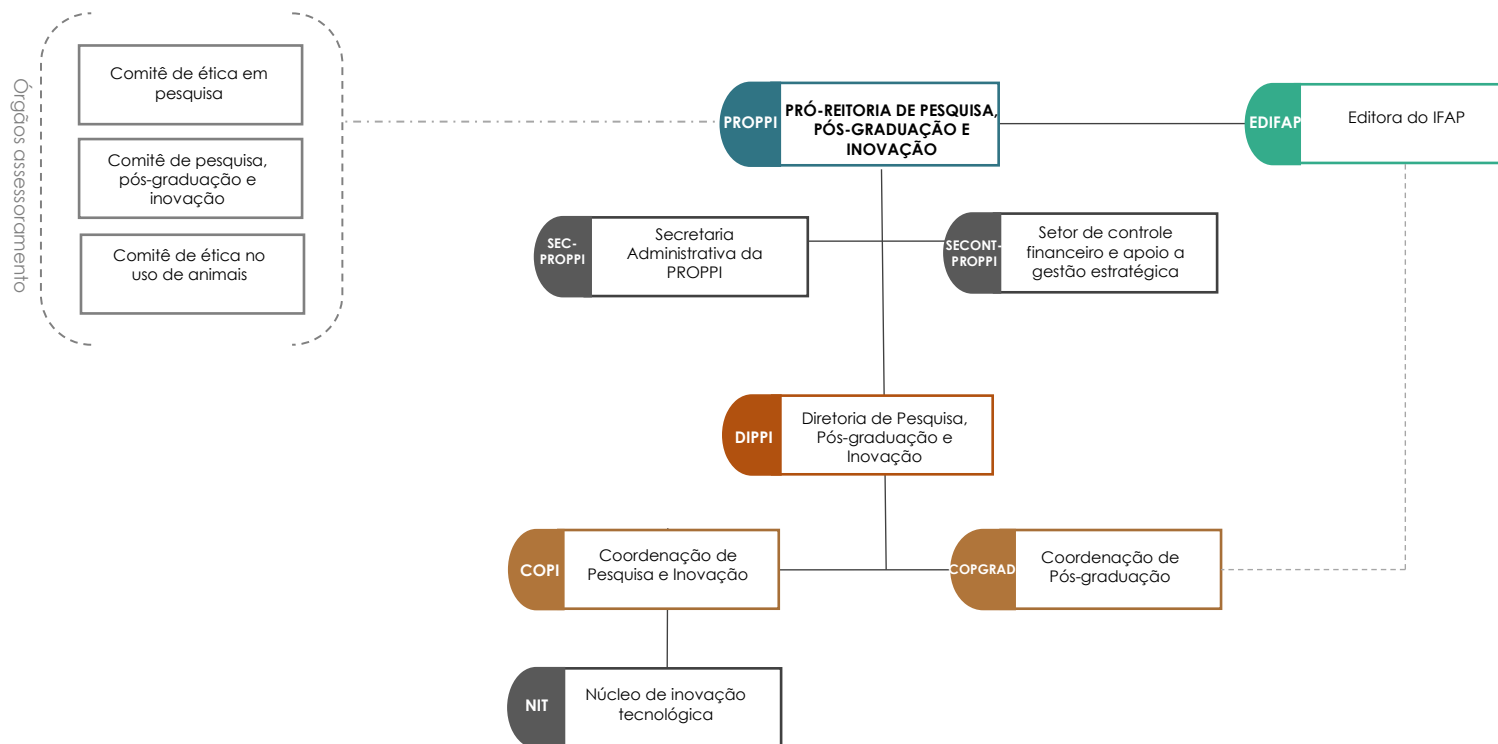 Órgãos assessoramento
Comitê de ética em
pesquisa
Comitê de pesquisa,
pós-graduação e
inovação
Comitê de ética no
uso de animais
PROPPI
PRÓ-REITORIA DE PESQUISA,
PÓS-GRADUAÇÃO E
INOVAÇÃO
EDIFAP
Editora do IFAP
SEC-
PROPPI
Secretaria
Administrativa da
PROPPI
SECONT-
PROPPI
Setor de controle
financeiro e apoio a
gestão estratégica
DIPPI
Diretoria de Pesquisa,
Pós-graduação e
Inovação
COPI
Coordenação de
Pesquisa e Inovação
COPGRAD
Coordenação de
Pós-graduação
NIT
Núcleo de inovação
tecnológica